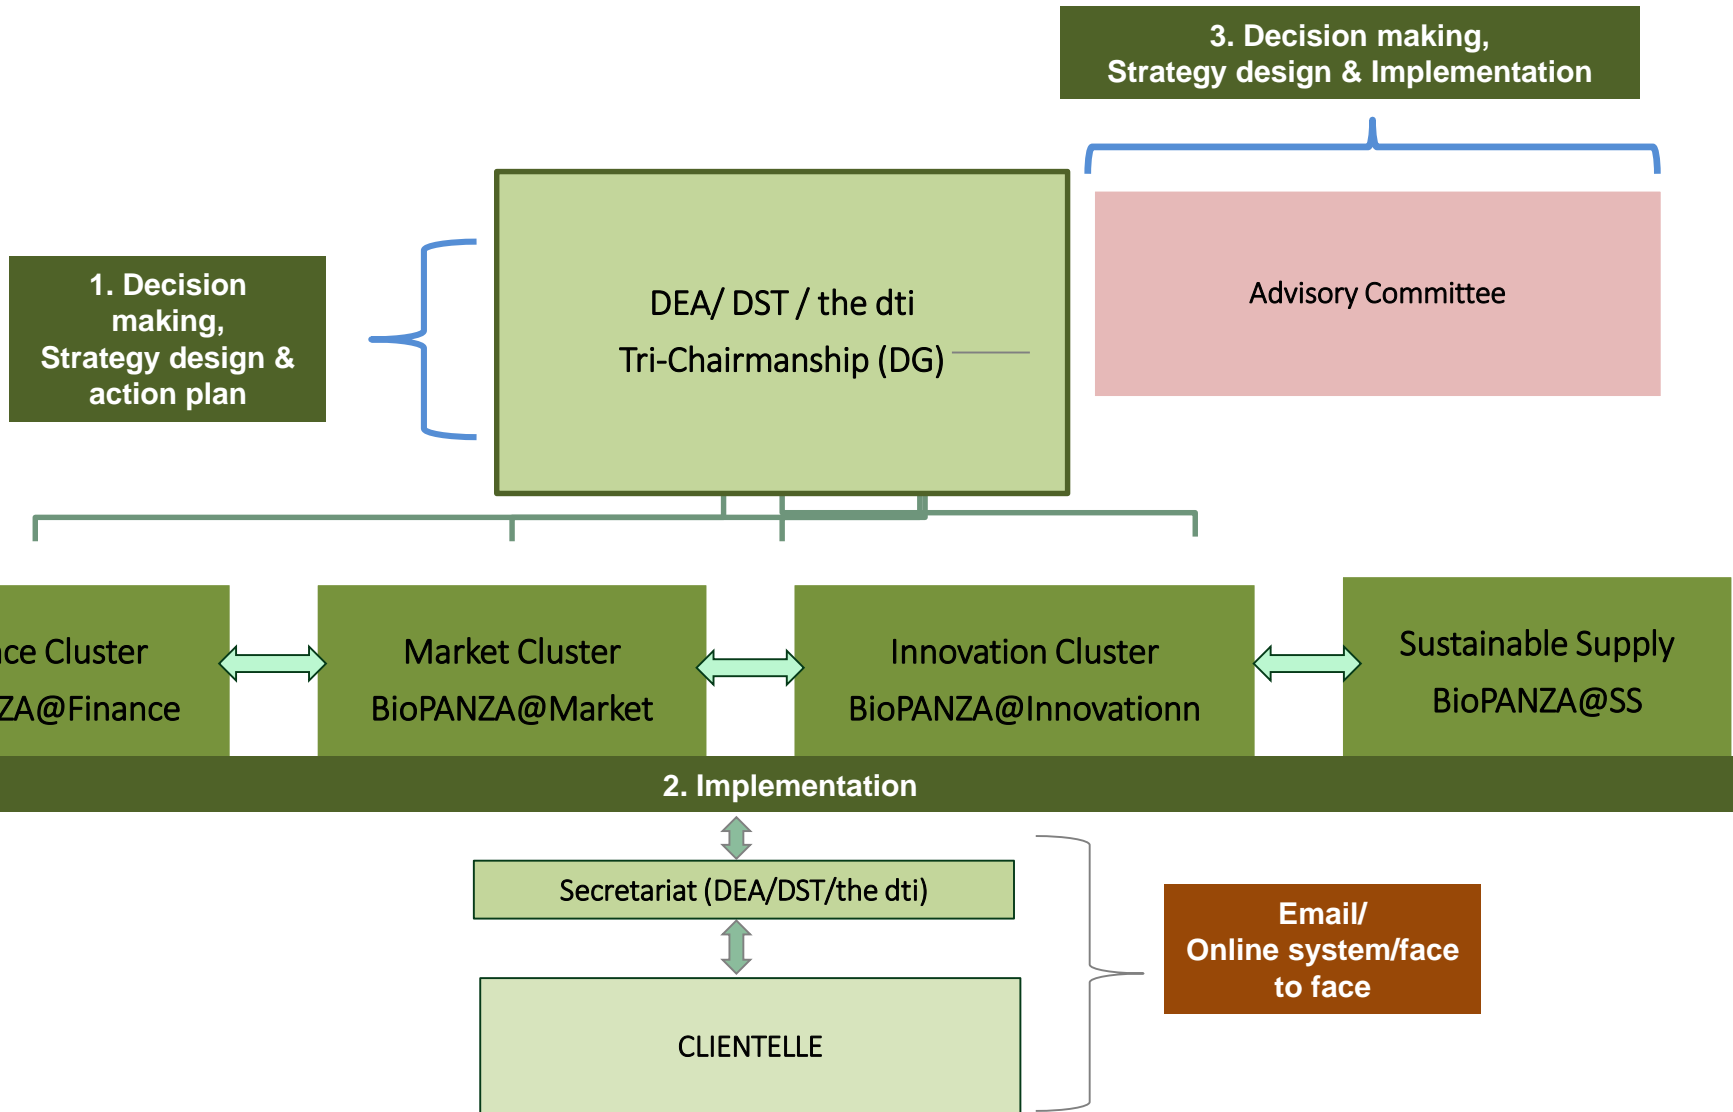 3. Decision making,
Strategy design & Implementation
1. Decision
making,
Strategy design &
action plan
DEA/ DST / the dti
Tri-Chairmanship (DG)
Advisory Committee
ce Cluster
ZA@Finance
Market Cluster
BioPANZA@Market
Innovation Cluster
BioPANZA@Innovationn
Sustainable Supply
BioPANZA@SS
2. Implementation
Secretariat (DEA/DST/the dti)
Email/
Online system/face
to face
CLIENTELLE